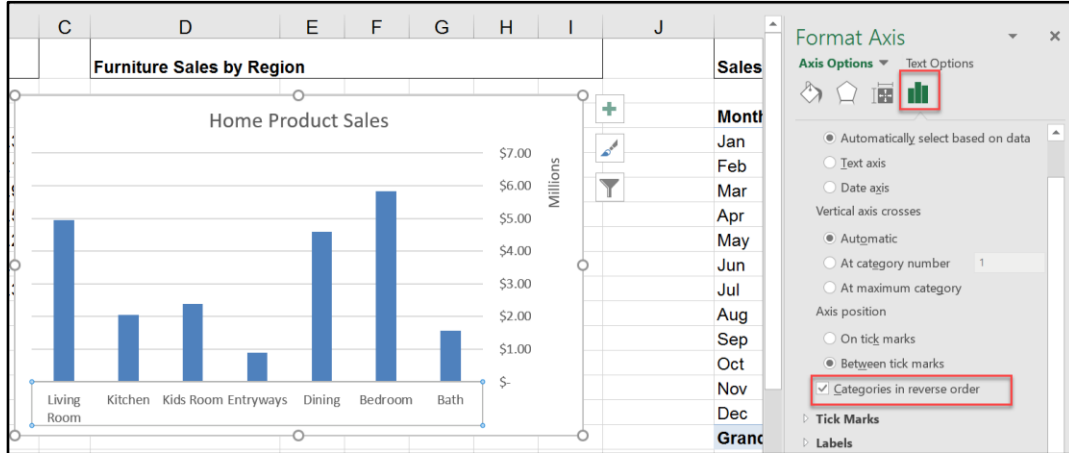 C D E F G H I J
Furniture Sales by Region
Sales
Home Product Sales
$7.00
$6.00
$5.00
$4.00
$3.00
$2.00
$1.00
$-
Millions
Living Room Kitchen Kids Room Entryways Dining Bedroom Bath
Month
Jan
Feb
Mar
Apr
May
Jun
Jul
Aug
Sep
Oct
Nov
Dec
Format Axis
Axis Options Text Options
Automatically select based on data
Text axis
Date axis
Vertical axis crosses
Automatic
At category number 1
At maximum category
Axis position
On tick marks
Between tick marks
Categories in reverse order
Tick Marks
Labels